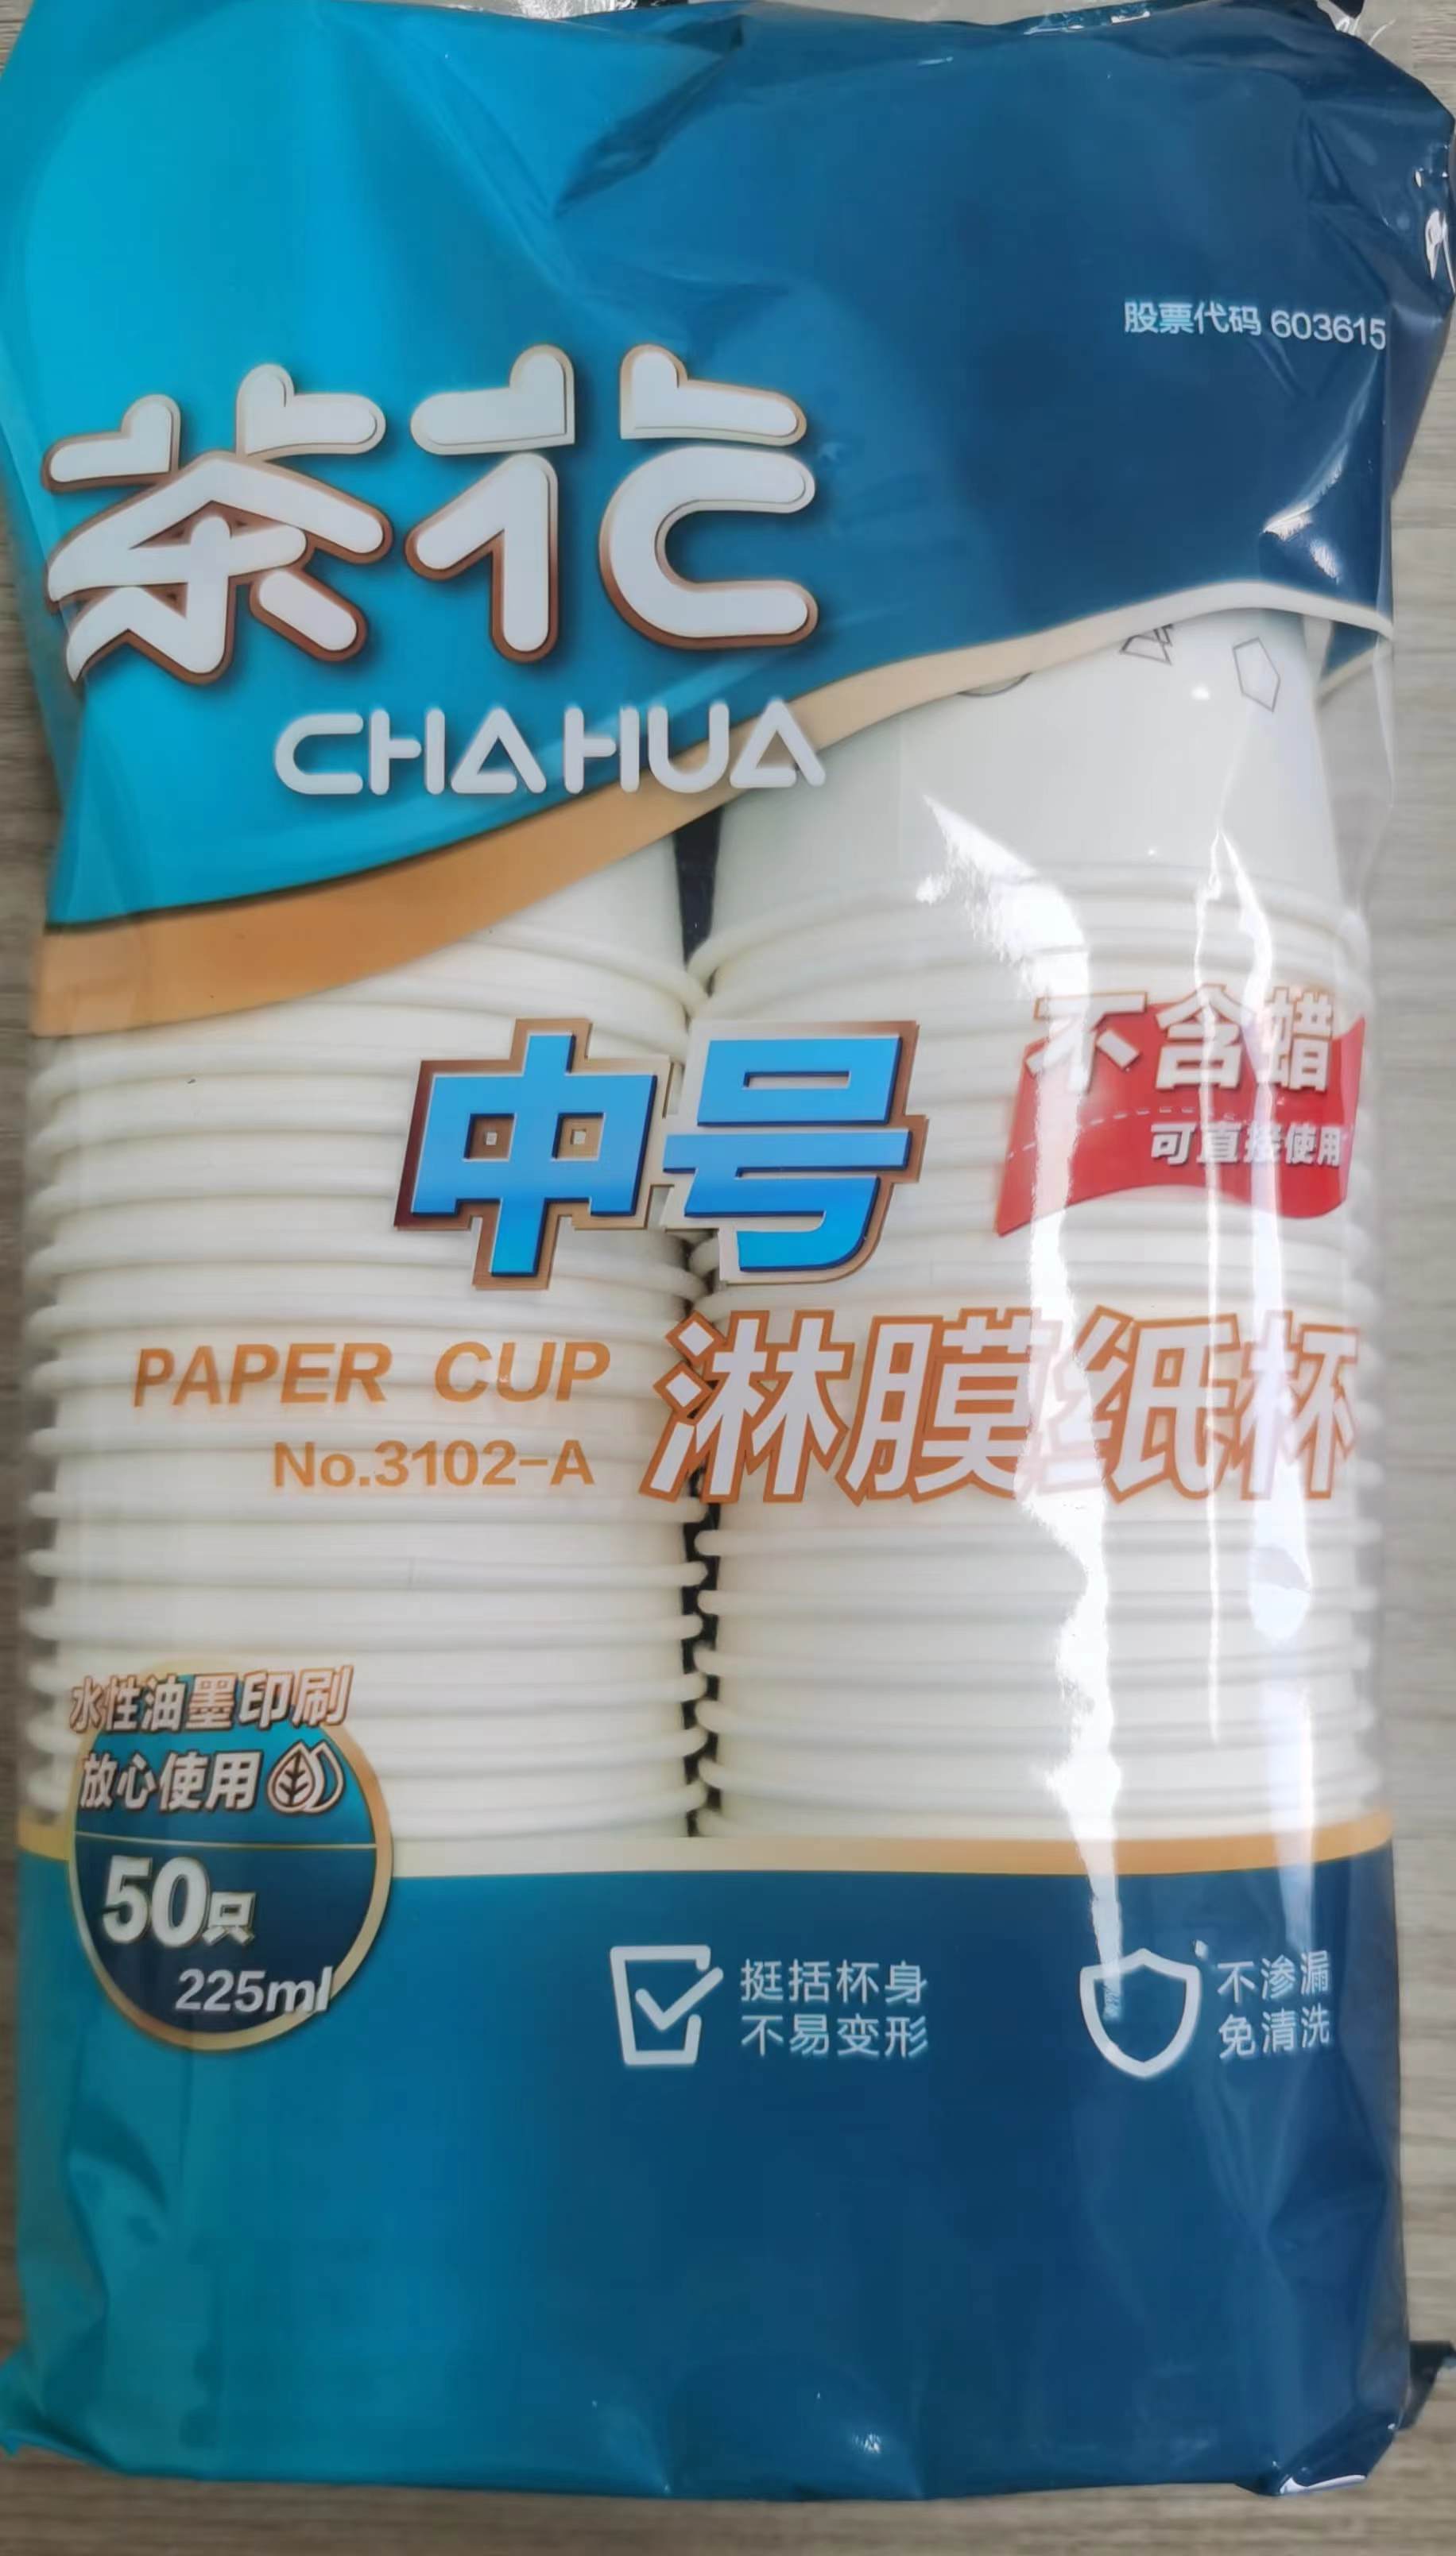 股票代码 603615
茶花
CHAHUA
中号
不含蜡
可直接使用
PAPER CUP
No.3102-A
淋膜纸杯
水性油墨印刷
放心使用
50只
225ml
挺括杯身
不易变形
不渗漏
免清洗